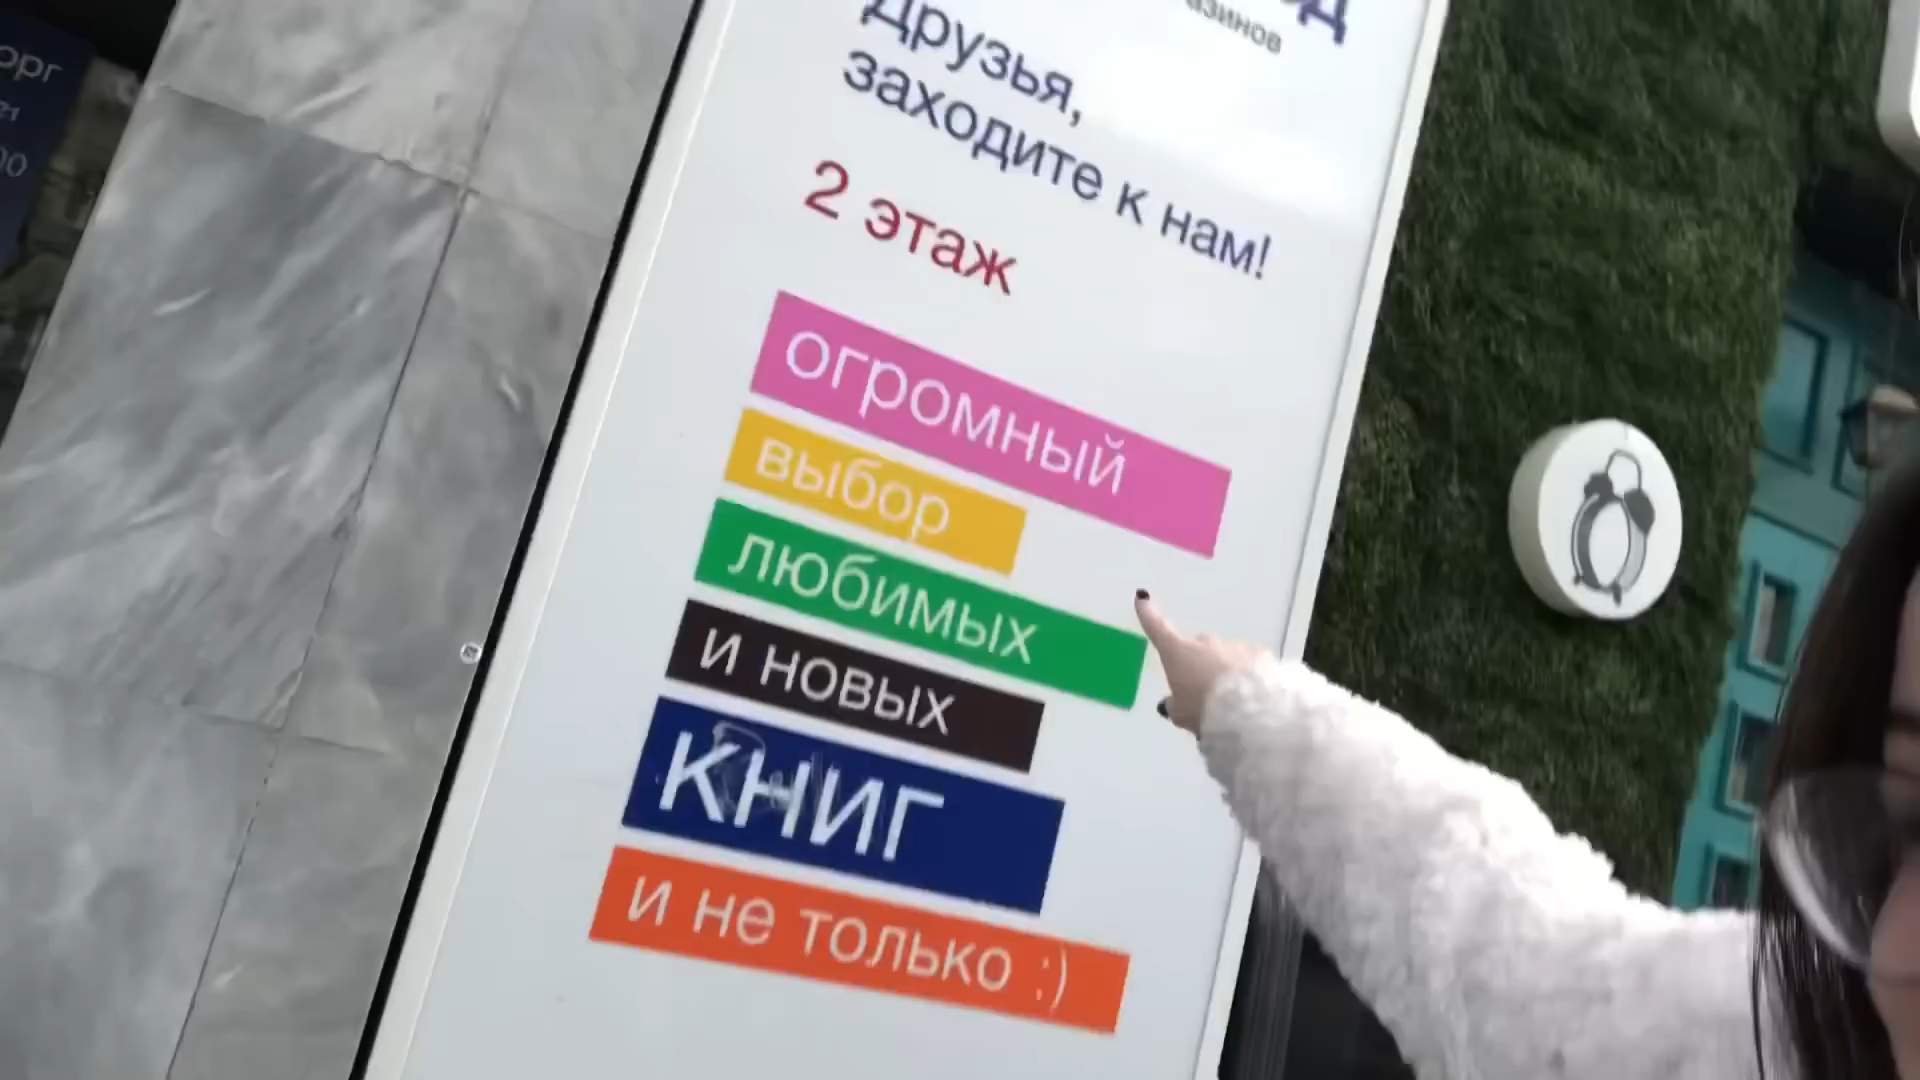 Друзья,
заходите к нам!
2 этаж
огромный
выбор
любимых
и новых
КНИГ
и не только :)